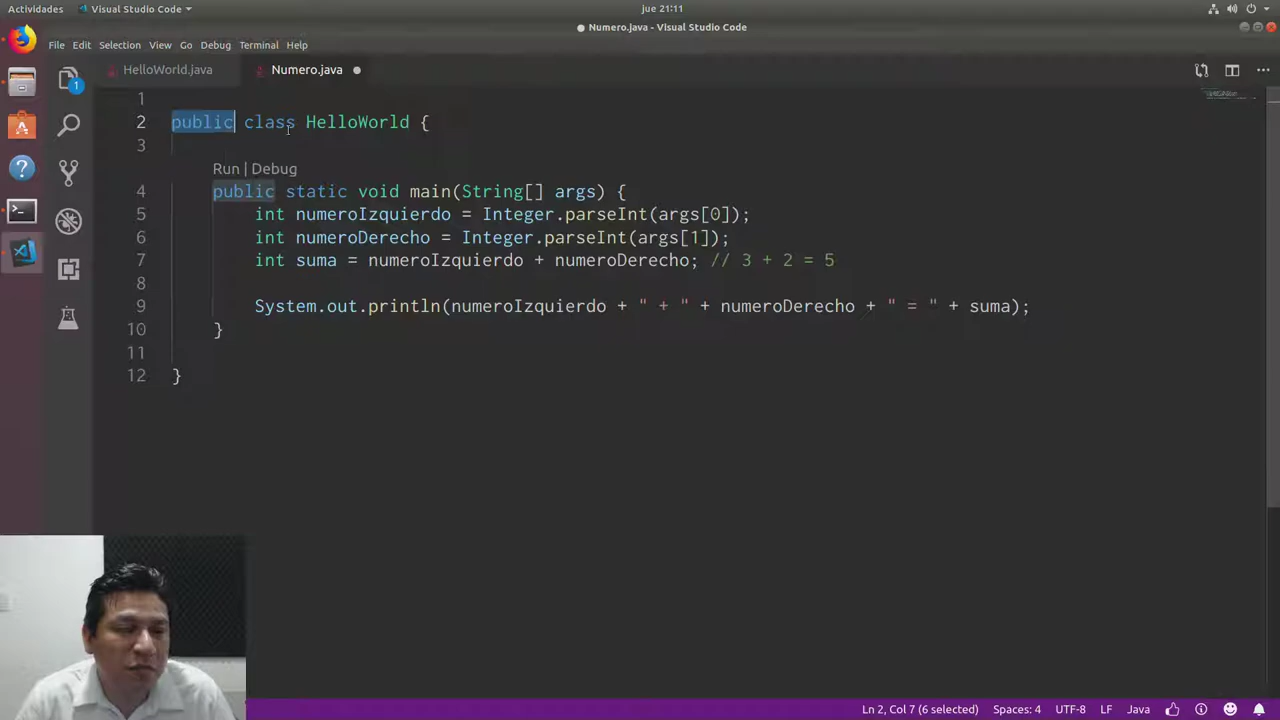 Actividades
Visual Studio Code
jue 21:11
Numero.java - Visual Studio Code
File Edit Selection View Go Debug Terminal Help
HelloWorld.java
Numero.java
1
1
2 public class HelloWorld {
3
Run | Debug
4 public static void main(String[] args) {
5 int numeroIzquierdo = Integer.parseInt(args[0]);
6 int numeroDerecho = Integer.parseInt(args[1]);
7 int suma = numeroIzquierdo + numeroDerecho; // 3 + 2 = 5
8
9 System.out.println(numeroIzquierdo + " + " + numeroDerecho + " = " + suma);
10 }
11
12 }
Ln 2, Col 7 (6 selected) Spaces: 4 UTF-8 LF Java